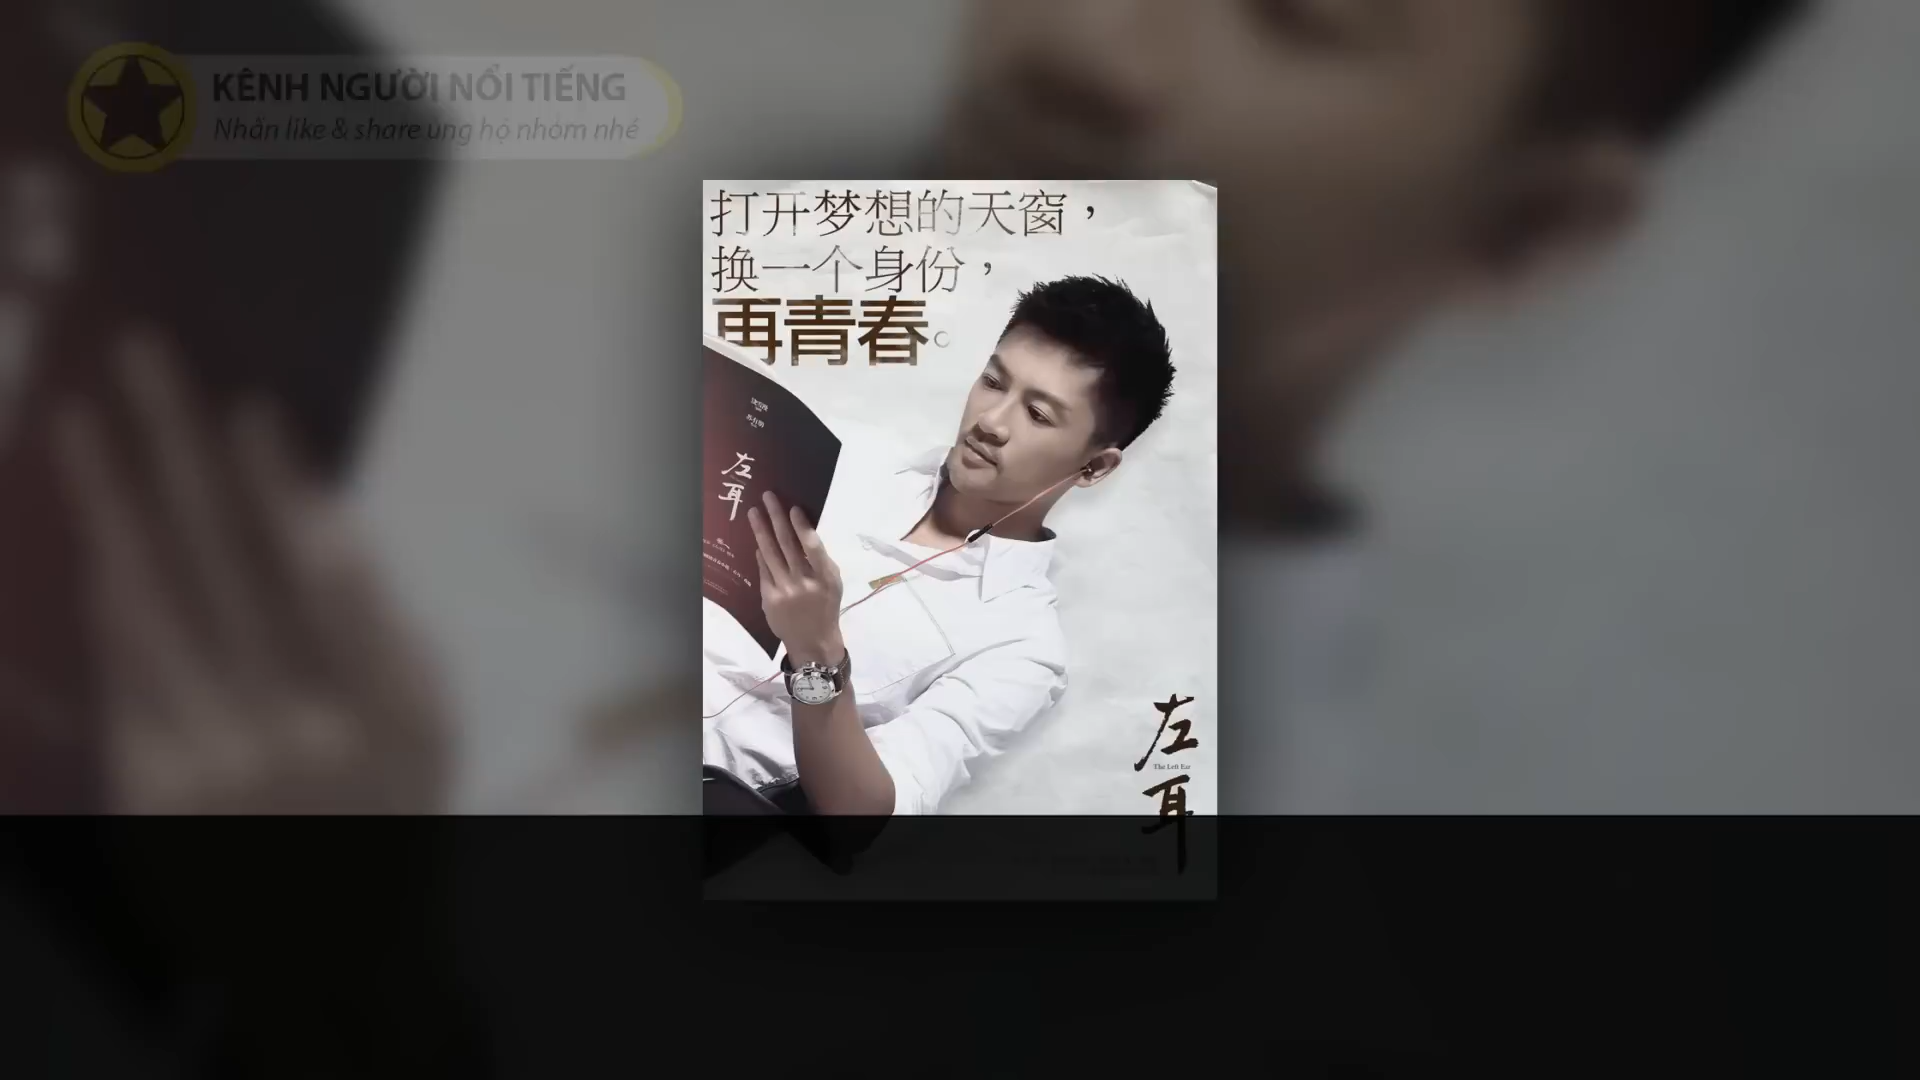 KÊNH NGƯỜI NỔI TIẾNG
Nhấn like & share ủng hộ nhóm nhé
打开梦想的天窗，
换一个身份，
再青春。
左耳
左
The Left Ear
耳